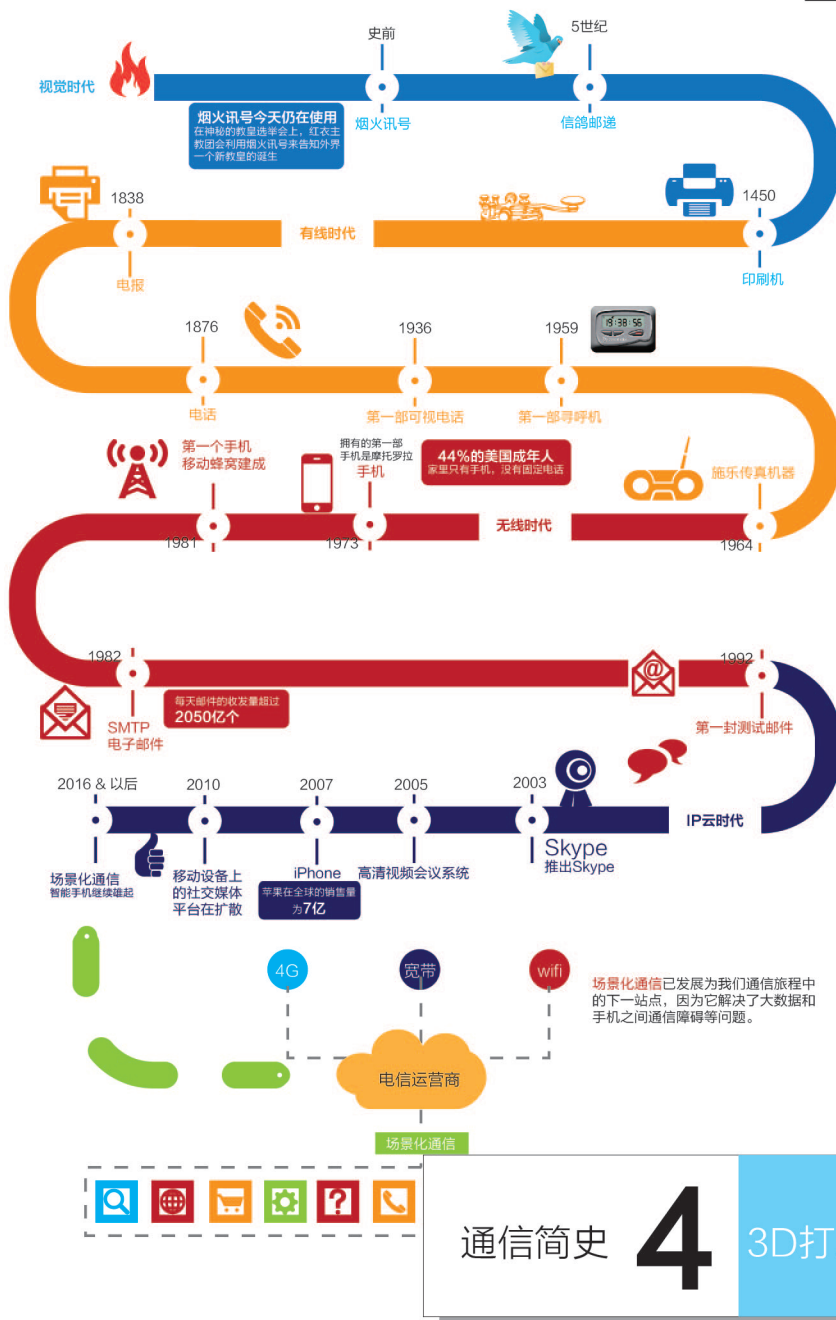 史前
5世纪
视觉时代
烟火讯号今天仍在使用
在神秘的教皇选举会上，红衣主
教团会利用烟火讯号来告知外界
一个新教皇的诞生
烟火讯号
信鸽邮递
1838
1450
有线时代
电报
印刷机
1876
1936
1959
19:38:56
电话
第一部可视电话
第一部寻呼机
第一个手机
移动蜂窝建成
拥有的第一部
手机是摩托罗拉
手机
44%的美国成年人
家里只有手机，没有固定电话
施乐传真机器
无线时代
1981
1973
1964
1982
1992
@
每天邮件的收发量超过
2050亿个
SMTP
电子邮件
第一封测试邮件
2016 & 以后
2010
2007
2005
2003
IP云时代
场景化通信
智能手机继续雄起
移动设备上
的社交媒体
平台在扩散
iPhone
苹果在全球的销售量
为7亿
高清视频会议系统
Skype
推出Skype
4G
宽带
wifi
场景化通信已发展为我们通信旅程中
的下一站点，因为它解决了大数据和
手机之间通信障碍等问题。
电信运营商
场景化通信
?
通信简史
4
3D打